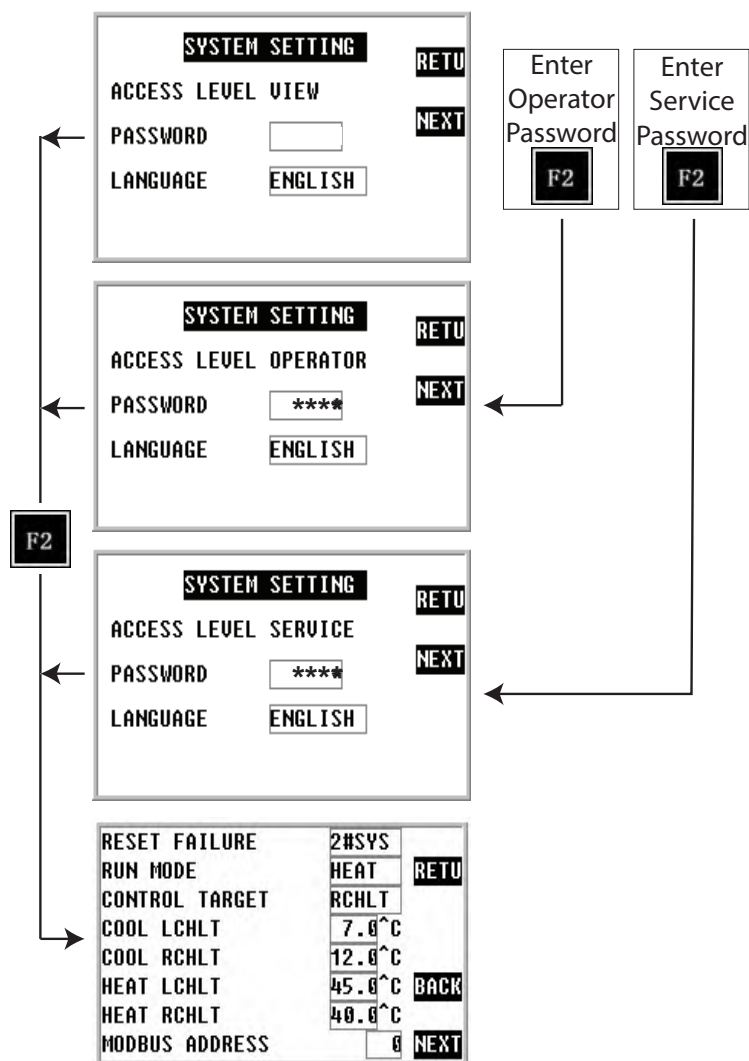 SYSTEM SETTING
RETU
ACCESS LEVEL VIEW
NEXT
PASSWORD
LANGUAGE ENGLISH
Enter
Operator
Password
F2
Enter
Service
Password
F2
SYSTEM SETTING
RETU
ACCESS LEVEL OPERATOR
NEXT
PASSWORD ****
LANGUAGE ENGLISH
F2
SYSTEM SETTING
RETU
ACCESS LEVEL SERVICE
NEXT
PASSWORD ****
LANGUAGE ENGLISH
RESET FAILURE 2#SYS
RUN MODE HEAT RETU
CONTROL TARGET RCHLT
COOL LCHLT 7.0^C
COOL RCHLT 12.0^C
HEAT LCHLT 45.0^C BACK
HEAT RCHLT 40.0^C
MODBUS ADDRESS 0 NEXT